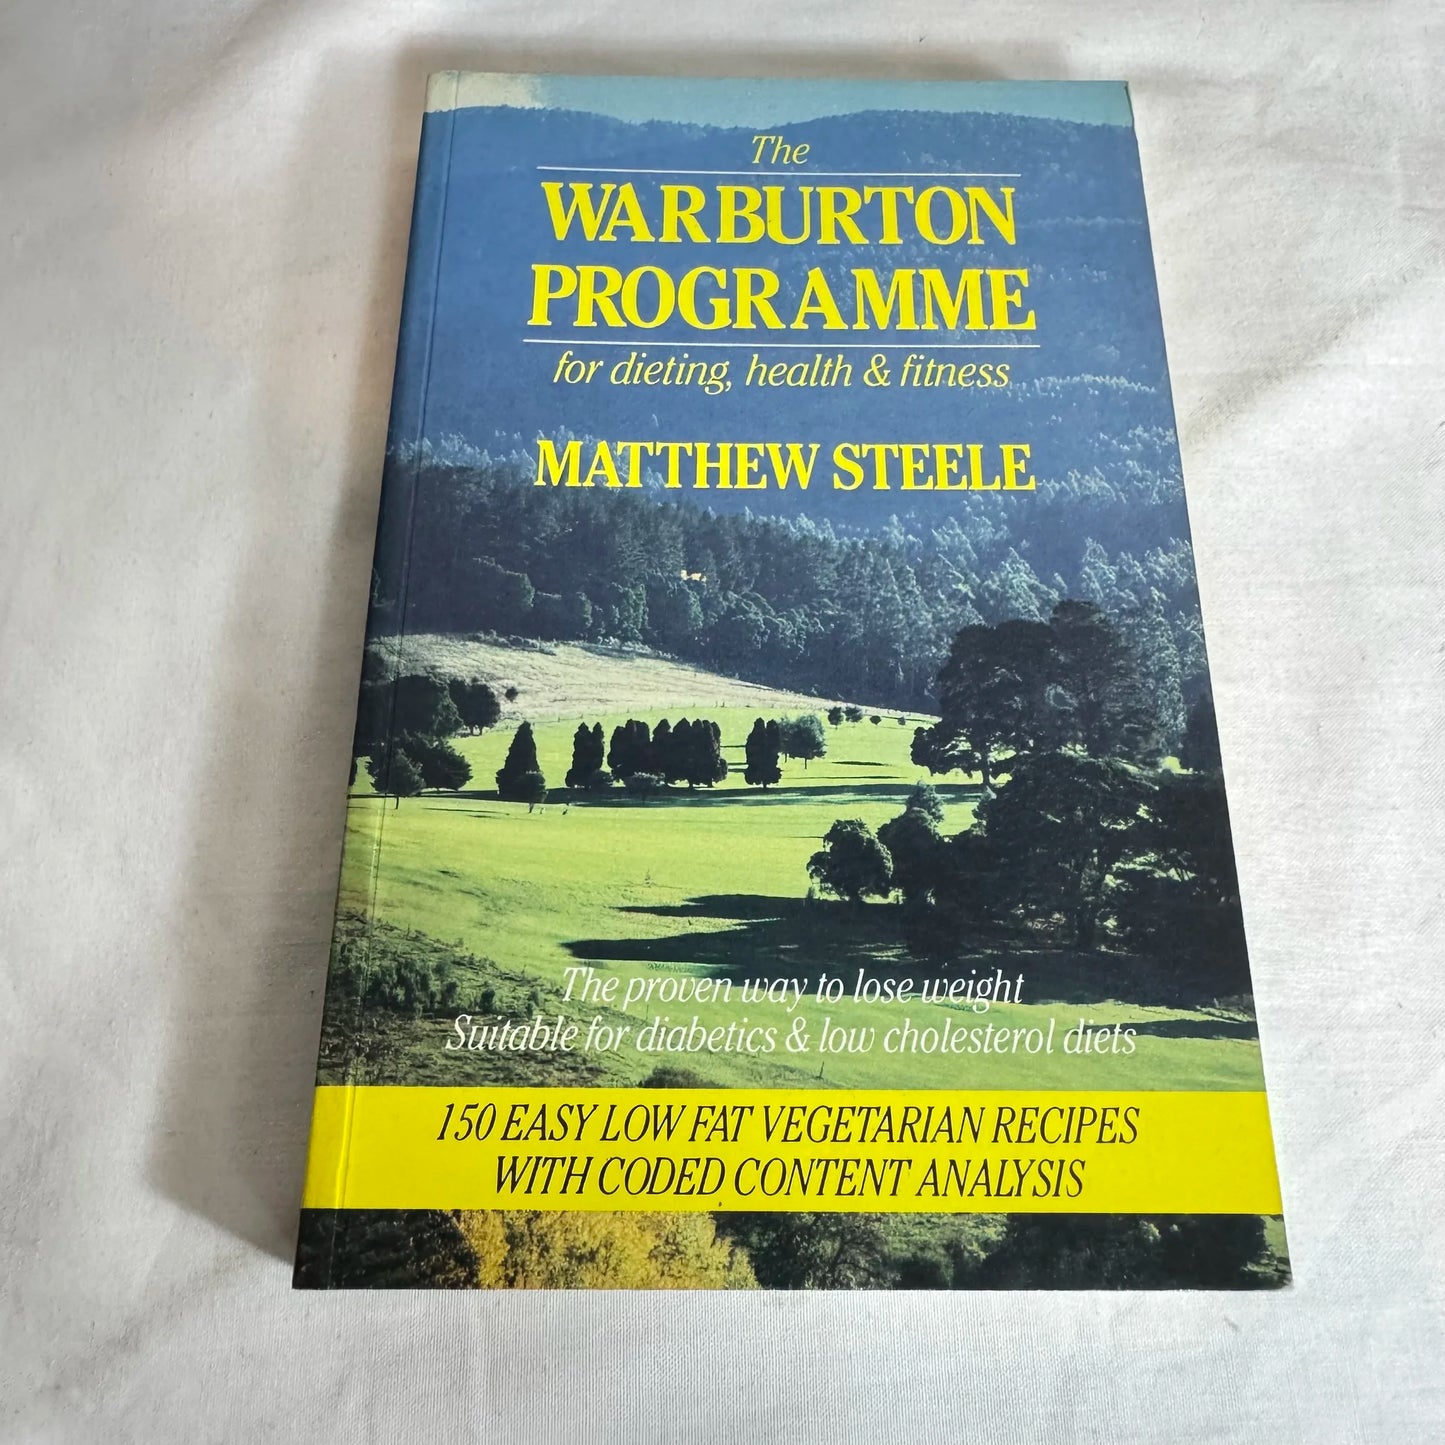 The
WARBURTON
PROGRAMME
for dieting, health & fitness
MATTHEW STEELE
The proven way to lose weight
Suitable for diabetics & low cholesterol diets
150 EASY LOW FAT VEGETARIAN RECIPES
WITH CODED CONTENT ANALYSIS